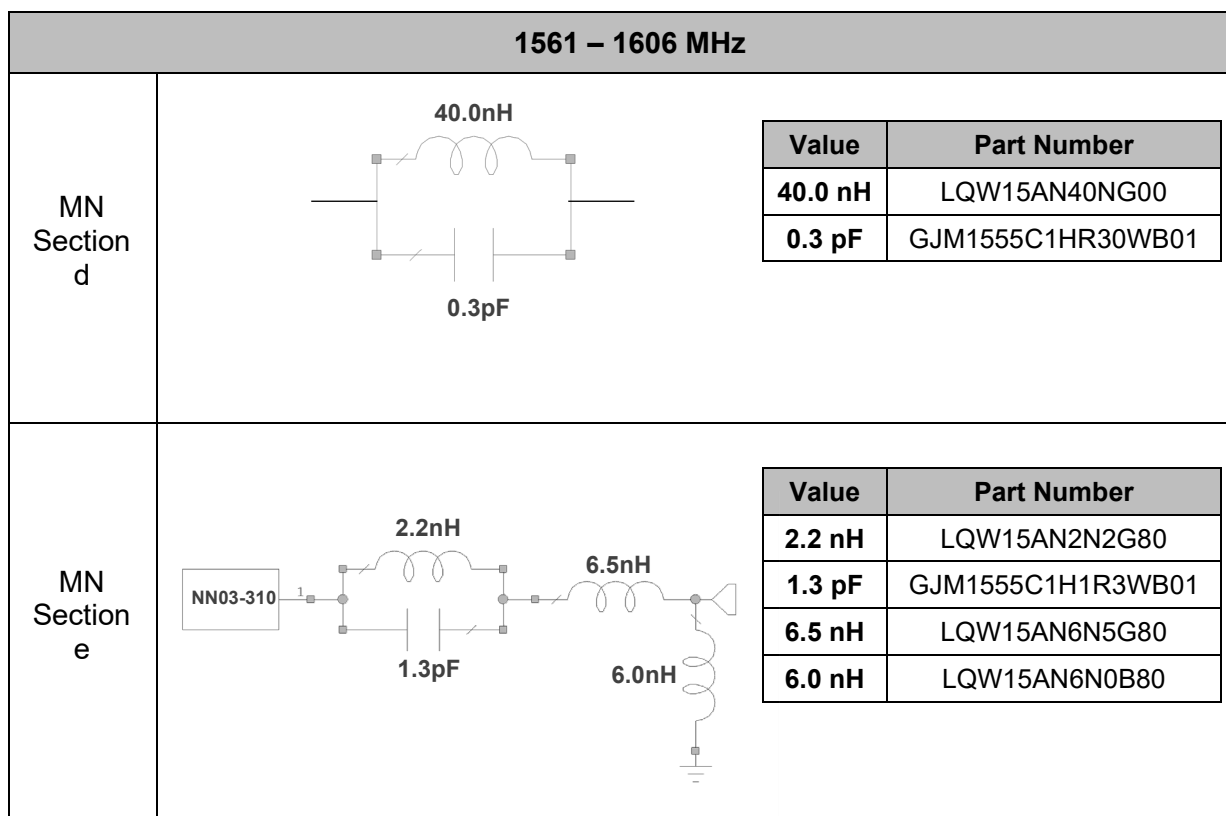 1561 – 1606 MHz
MN
Section
d
40.0nH
0.3pF
Value Part Number
40.0 nH LQW15AN40NG00
0.3 pF GJM1555C1HR30WB01
MN
Section
e
NN03-310
1
2.2nH
1.3pF
6.5nH
6.0nH
Value Part Number
2.2 nH LQW15AN2N2G80
1.3 pF GJM1555C1H1R3WB01
6.5 nH LQW15AN6N5G80
6.0 nH LQW15AN6N0B80